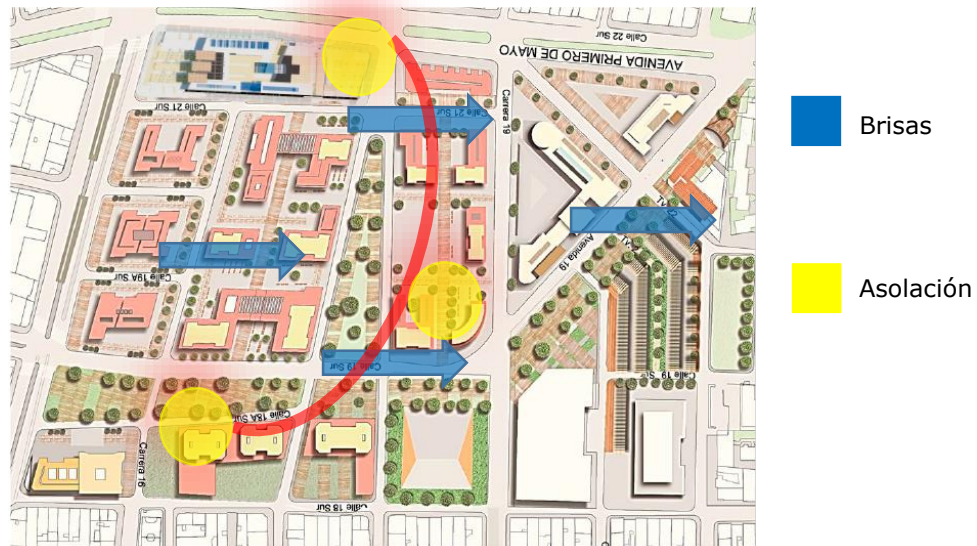 Calle 22 Sur
AVENIDA PRIMERO DE MAYO
Calle 21 Sur
Calle 21 Sur
Carrera 19
Brisas
Avenida 19
Calle 19A Sur
Asolación
Calle 19 Sur
Calle 19 S
Calle 18A Sur
Carrera 16
Calle 18 Sur